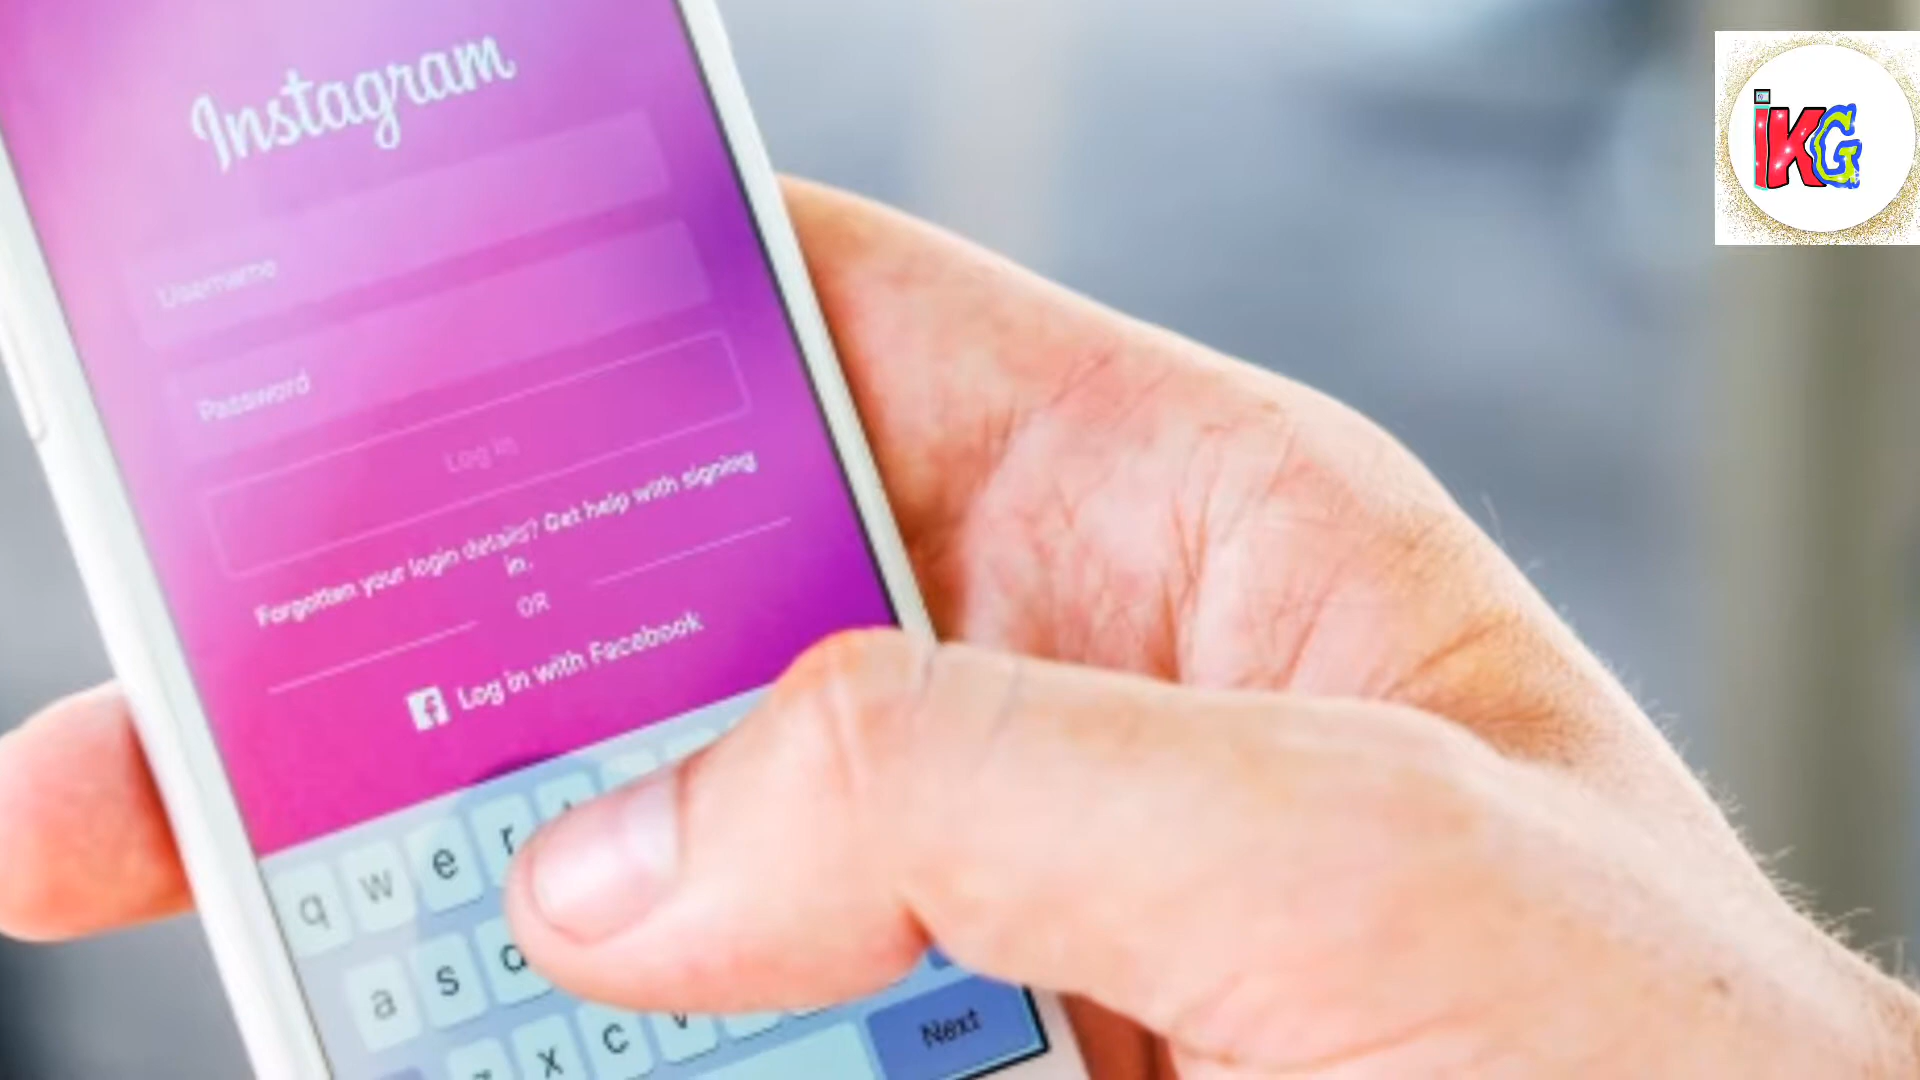 Instagram
Username
Password
Log in
Forgotten your login details? Get help with signing
in.
OR
f Log in with Facebook
q w e r
a s d
z x c v
Next
iKG